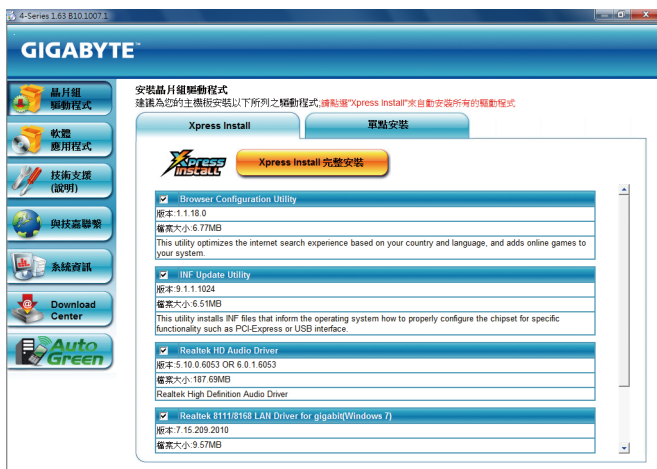 4-Series 1.63 B10.1007.1
GIGABYTE™
晶片組
驅動程式
軟體
應用程式
技術支援
(說明)
與技嘉聯繫
系統資訊
Download
Center
Auto
Green
安裝晶片組驅動程式
建議為您的主機板安裝以下所列之驅動程式;請點選"Xpress Install"來自動安裝所有的驅動程式
Xpress Install
單點安裝
Xpress
INSTALL
Xpress Install 完整安裝
Browser Configuration Utility
版本:1.1.18.0
檔案大小:6.77MB
This utility optimizes the internet search experience based on your country and language, and adds online games to
your system.
INF Update Utility
版本:9.1.1.1024
檔案大小:6.51MB
This utility installs INF files that inform the operating system how to properly configure the chipset for specific
functionality such as PCI-Express or USB interface.
Realtek HD Audio Driver
版本:5.10.0.6053 OR 6.0.1.6053
檔案大小:187.69MB
Realtek High Definition Audio Driver
Realtek 8111/8168 LAN Driver for gigabit(Windows 7)
版本:7.15.209.2010
檔案大小:9.57MB